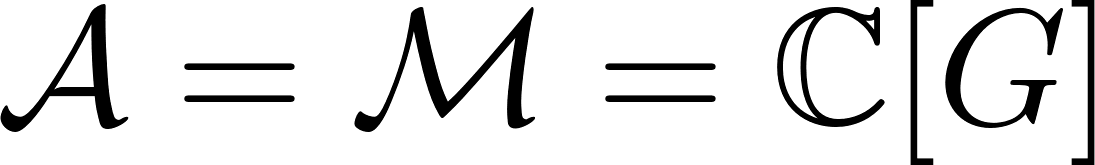 𝒜 = ℳ = ℂ[G]